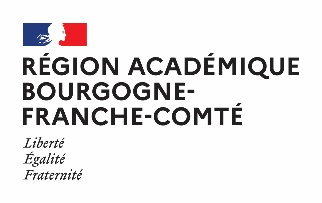 RÉGION ACADÉMIQUE
BOURGOGNE-
FRANCHE-COMTÉ
Liberté
Égalité
Fraternité